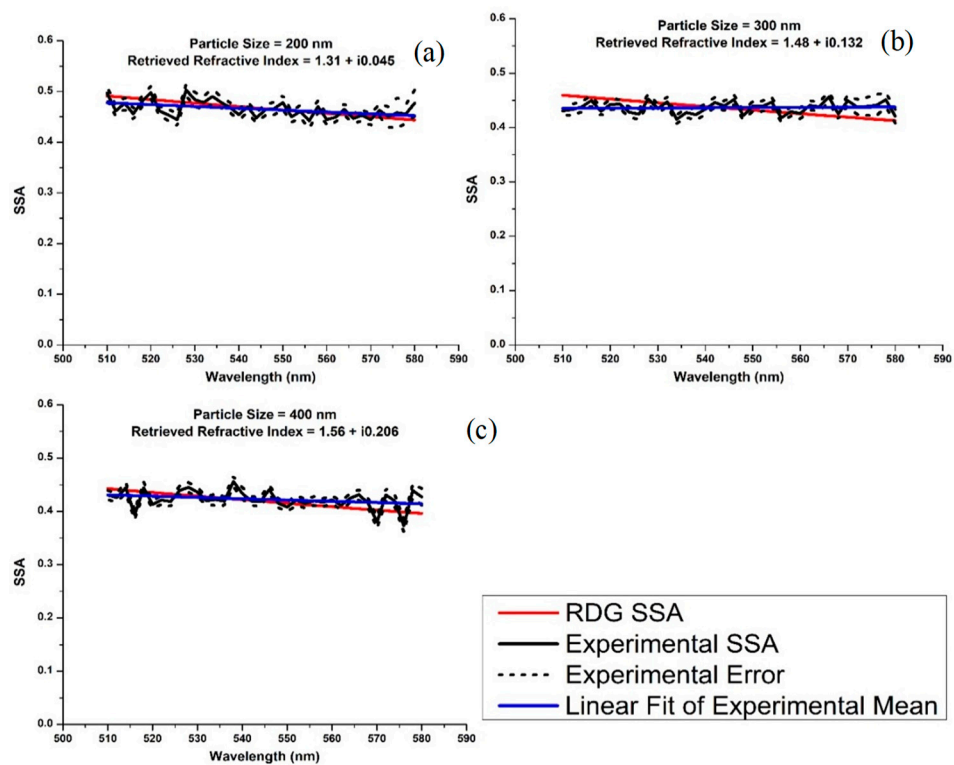 Particle Size = 200 nm
Retrieved Refractive Index = 1.31 + i0.045
(a)
0.6
0.5
0.4
0.3
0.2
0.1
0.0
SSA
500 510 520 530 540 550 560 570 580 590
Wavelength (nm)
Particle Size = 300 nm
Retrieved Refractive Index = 1.48 + i0.132
(b)
0.6
0.5
0.4
0.3
0.2
0.1
0.0
SSA
500 510 520 530 540 550 560 570 580 590
Wavelength (nm)
Particle Size = 400 nm
Retrieved Refractive Index = 1.56 + i0.206
(c)
0.6
0.5
0.4
0.3
0.2
0.1
0.0
SSA
500 510 520 530 540 550 560 570 580 590
Wavelength (nm)
RDG SSA
Experimental SSA
Experimental Error
Linear Fit of Experimental Mean